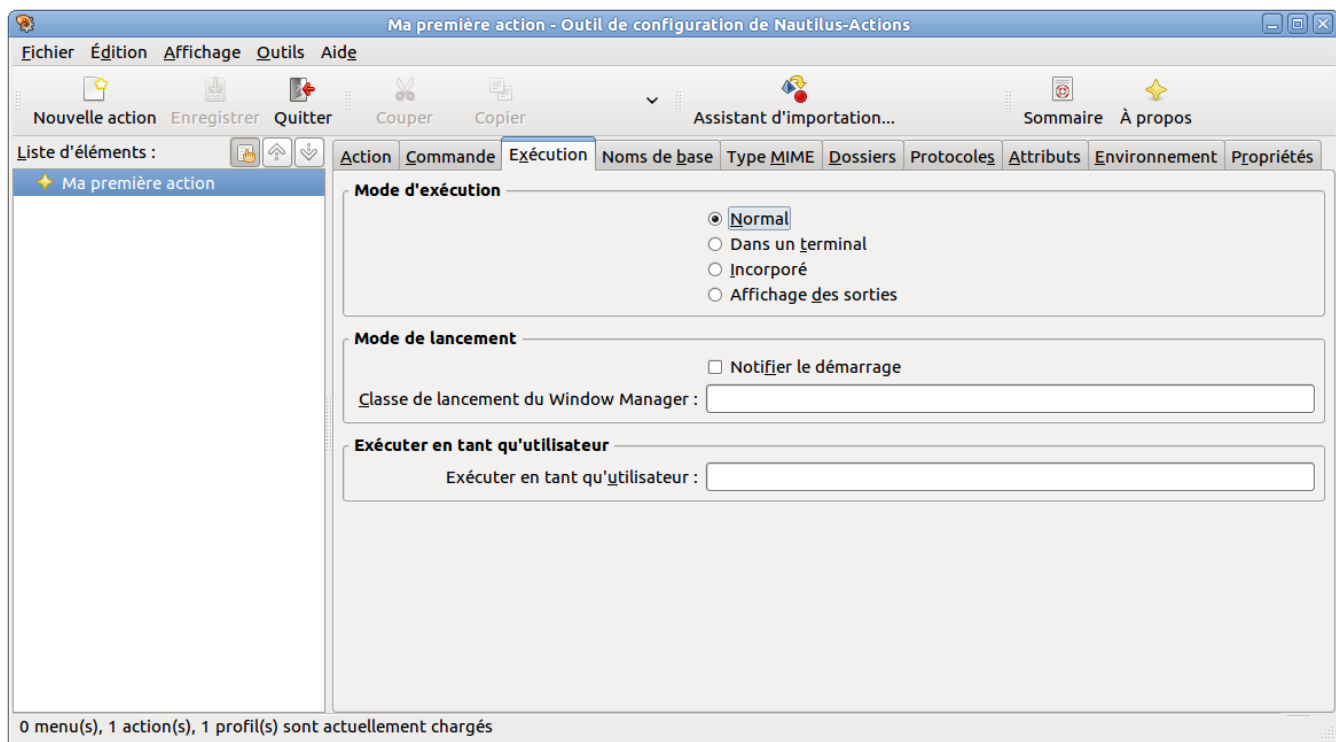 Ma première action - Outil de configuration de Nautilus-Actions
Fichier Édition Affichage Outils Aide
Nouvelle action Enregistrer Quitter Couper Copier Assistant d'importation... Sommaire À propos
Liste d'éléments :
Ma première action
Action Commande Exécution Noms de base Type MIME Dossiers Protocoles Attributs Environnement Propriétés
Mode d'exécution
Normal
Dans un terminal
Incorporé
Affichage des sorties
Mode de lancement
Notifier le démarrage
Classe de lancement du Window Manager :
Exécuter en tant qu'utilisateur
Exécuter en tant qu'utilisateur :
0 menu(s), 1 action(s), 1 profil(s) sont actuellement chargés